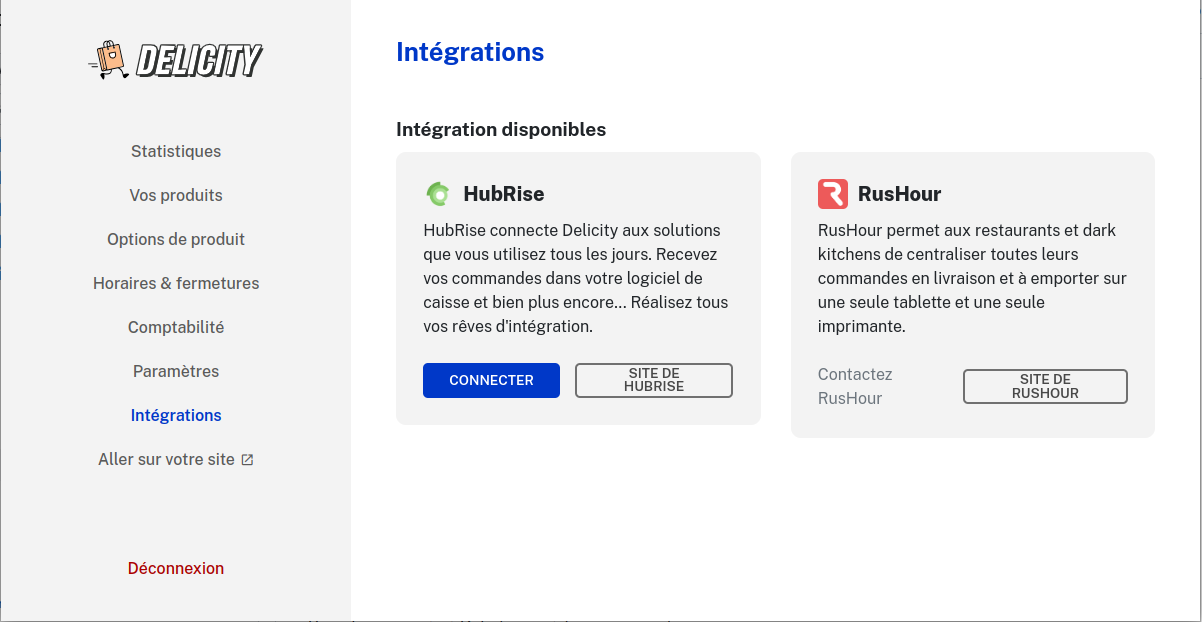 DELICITY
Statistiques
Vos produits
Options de produit
Horaires & fermetures
Comptabilité
Paramètres
Intégrations
Aller sur votre site
Déconnexion
Intégrations
Intégration disponibles
HubRise
HubRise connecte Delicity aux solutions
que vous utilisez tous les jours. Recevez
vos commandes dans votre logiciel de
caisse et bien plus encore... Réalisez tous
vos rêves d'intégration.
CONNECTER
SITE DE
HUBRISE
RusHour
RusHour permet aux restaurants et dark
kitchens de centraliser toutes leurs
commandes en livraison et à emporter sur
une seule tablette et une seule
imprimante.
Contactez
RusHour
SITE DE
RUSHOUR